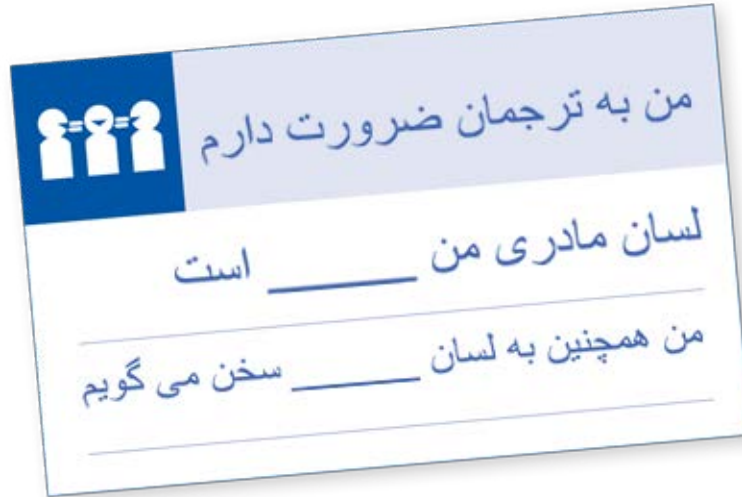 من به ترجمان ضرورت دارم
لسان مادری من ______ است
من همچنین به لسان ______ سخن می گویم